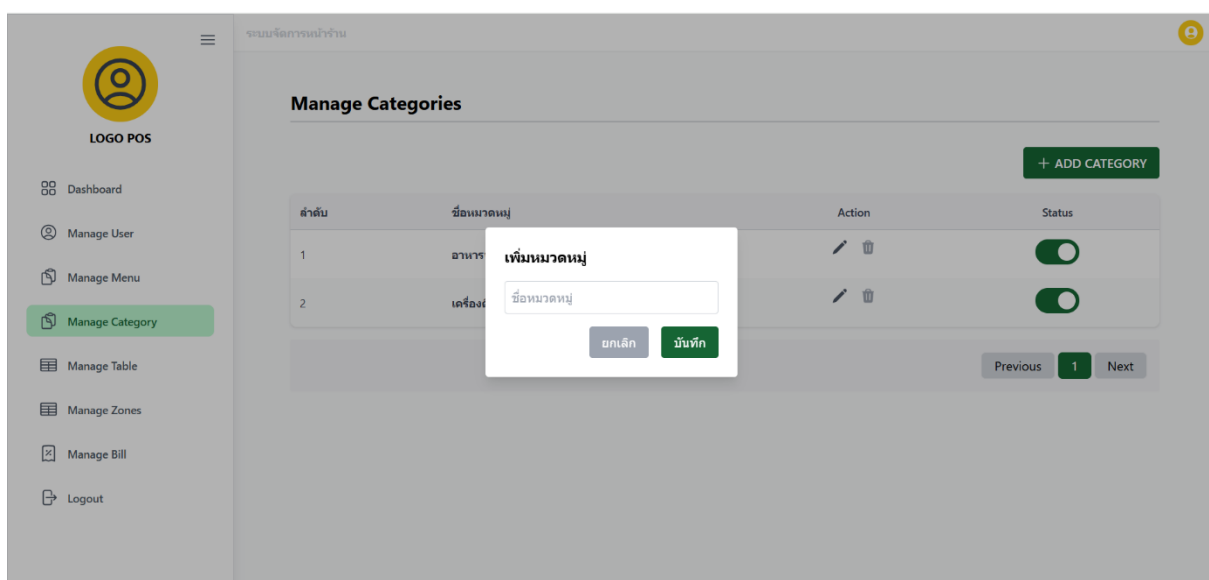 ระบบจัดการหน้าร้าน
LOGO POS
Dashboard
Manage User
Manage Menu
Manage Category
Manage Table
Manage Zones
Manage Bill
Logout
Manage Categories
+ ADD CATEGORY
ลำดับ ชื่อหมวดหมู่ Action Status
1
2
เพิ่มหมวดหมู่
ชื่อหมวดหมู่
ยกเลิก บันทึก
Previous 1 Next